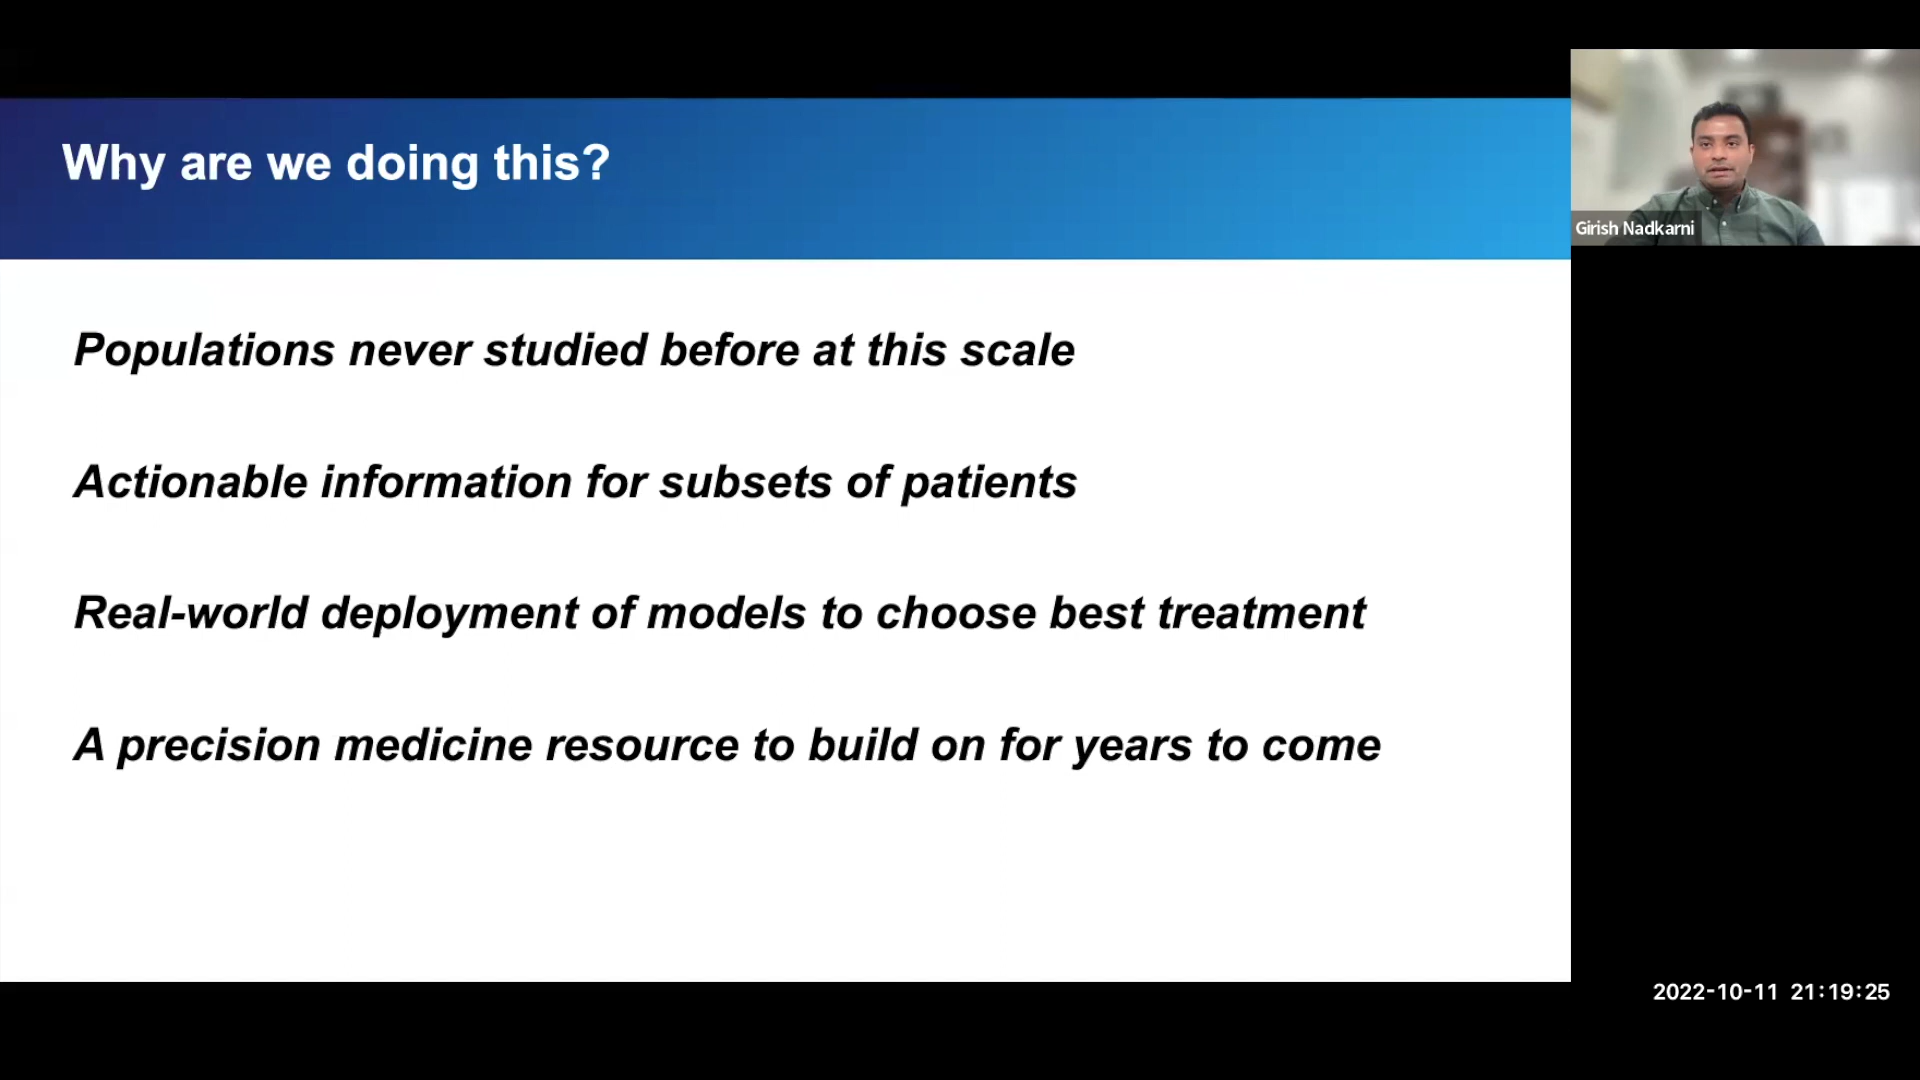 Why are we doing this?
Girish Nadkarni
Populations never studied before at this scale
Actionable information for subsets of patients
Real-world deployment of models to choose best treatment
A precision medicine resource to build on for years to come
2022-10-11 21:19:25